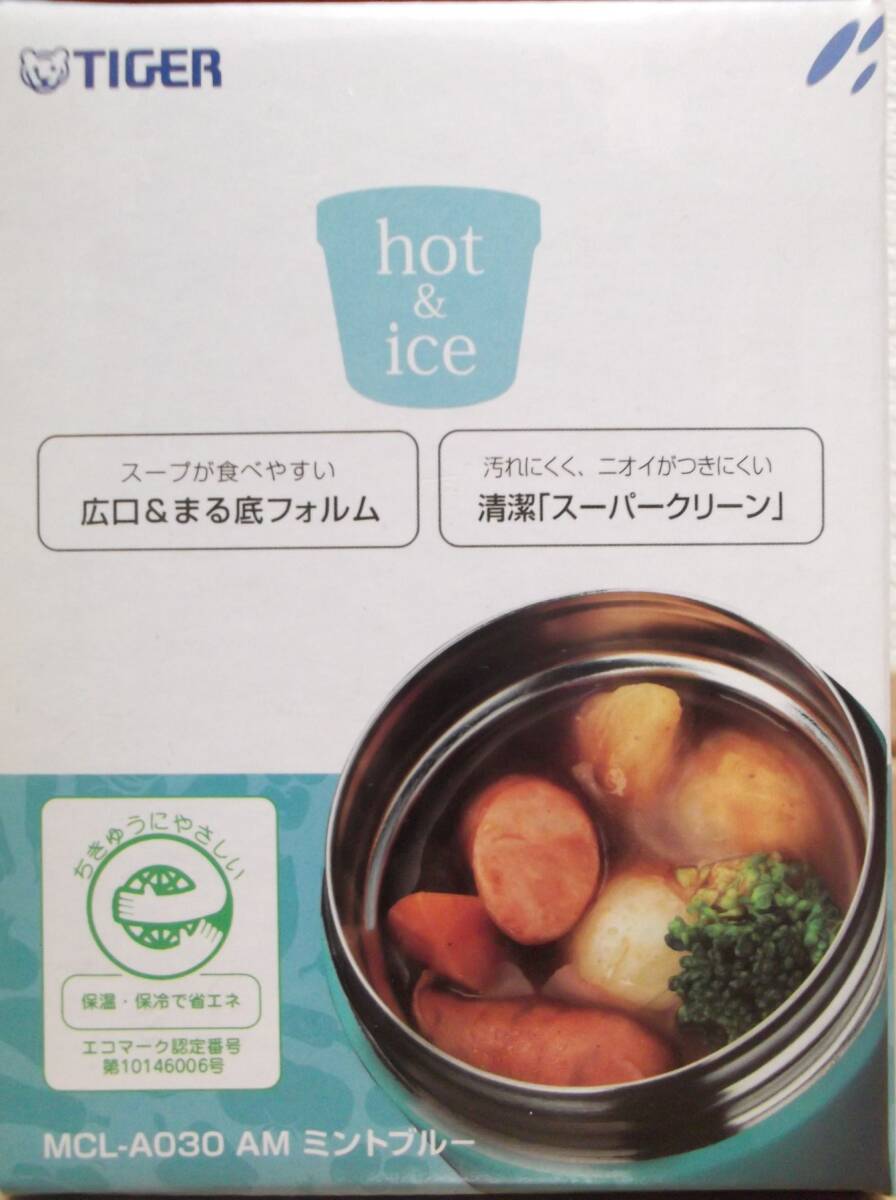 TIGER
hot
&
ice
スープが食べやすい
広口&まる底フォルム
汚れにくく、ニオイがつきにくい
清潔「スーパークリーン」
ちきゅうにやさしい
保温・保冷で省エネ
エコマーク認定番号
第10146006号
MCL-A030 AM ミントブルー